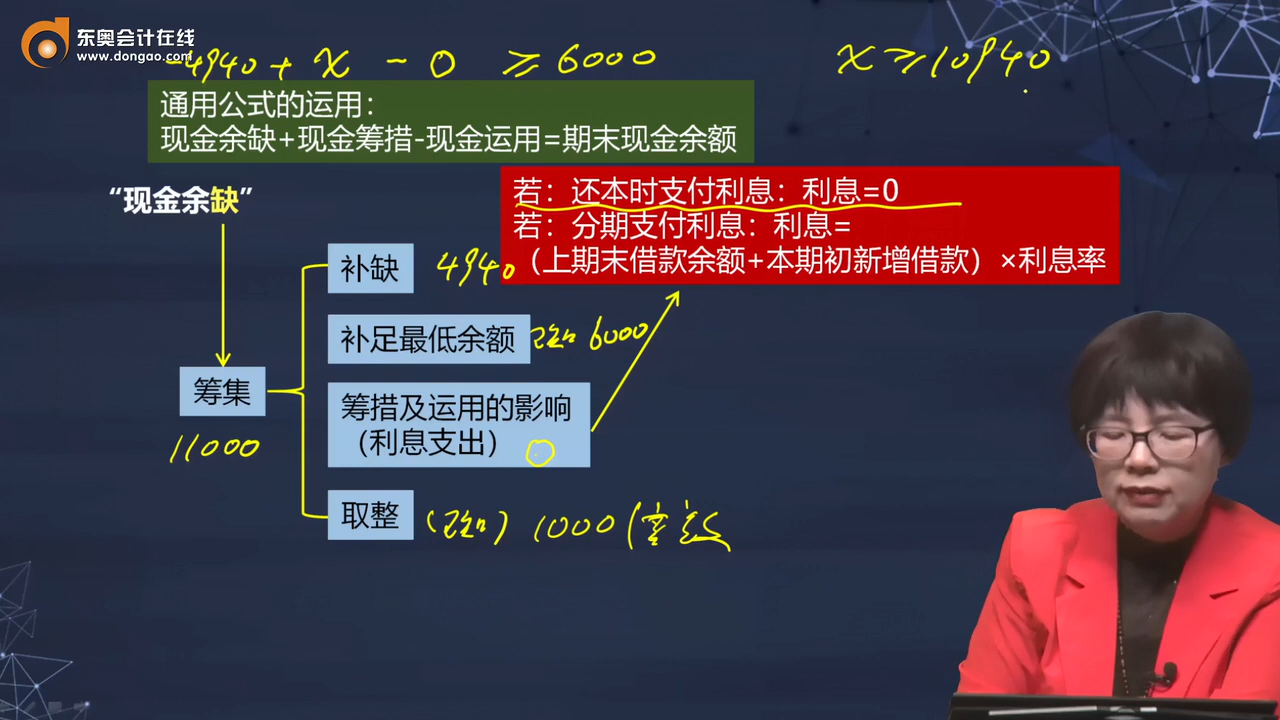 东奥会计在线
www.dongao.com
-4940 + x - 0 ≥ 6000
x ≥ 10940
通用公式的运用：
现金余缺+现金筹措-现金运用=期末现金余额
“现金余缺”
若：还本时支付利息：利息=0
若：分期支付利息：利息=
（上期末借款余额+本期初新增借款）×利息率
补缺 4940
补足最低余额 已知 6000
筹集
11000
筹措及运用的影响
（利息支出） 0
取整 (已知) 1000(